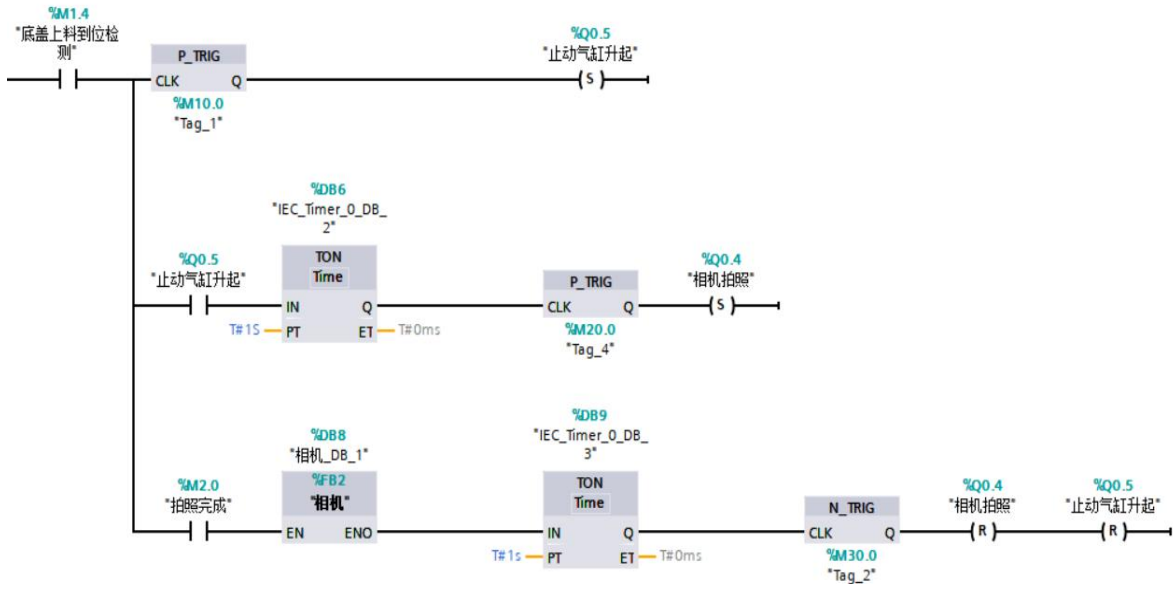 %M1.4
"底盖上料到位检
测"
P_TRIG
CLK Q
%M10.0
"Tag_1"
%Q0.5
"止动气缸升起"
S
%DB6
"IEC_Timer_0_DB_
2"
%Q0.5
"止动气缸升起"
TON
Time
IN Q
T#1S PT ET T#0ms
P_TRIG
CLK Q
%M20.0
"Tag_4"
%Q0.4
"相机拍照"
S
%M2.0
"拍照完成"
%DB8
"相机_DB_1"
%FB2
"相机"
EN ENO
%DB9
"IEC_Timer_0_DB_
3"
TON
Time
IN Q
T#1s PT ET T#0ms
N_TRIG
CLK Q
%M30.0
"Tag_2"
%Q0.4
"相机拍照"
R
%Q0.5
"止动气缸升起"
R